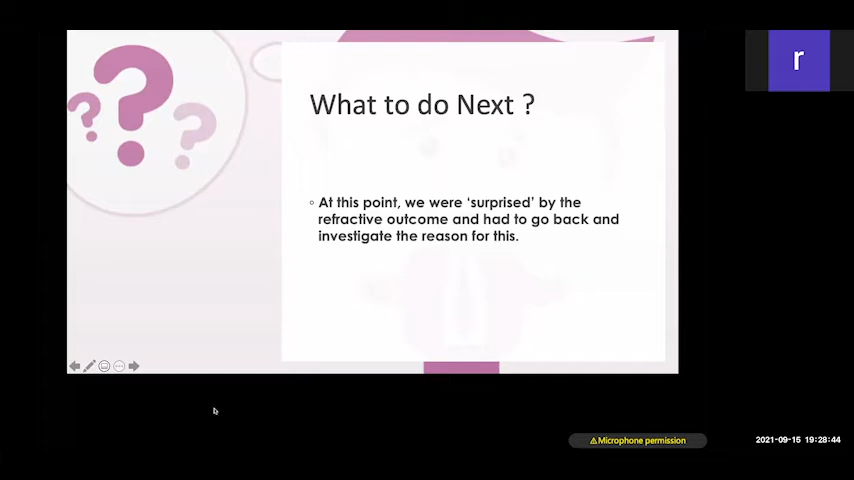 What to do Next ?
At this point, we were ‘surprised’ by the
refractive outcome and had to go back and
investigate the reason for this.
r
⚠Microphone permission
2021-09-15 19:28:44